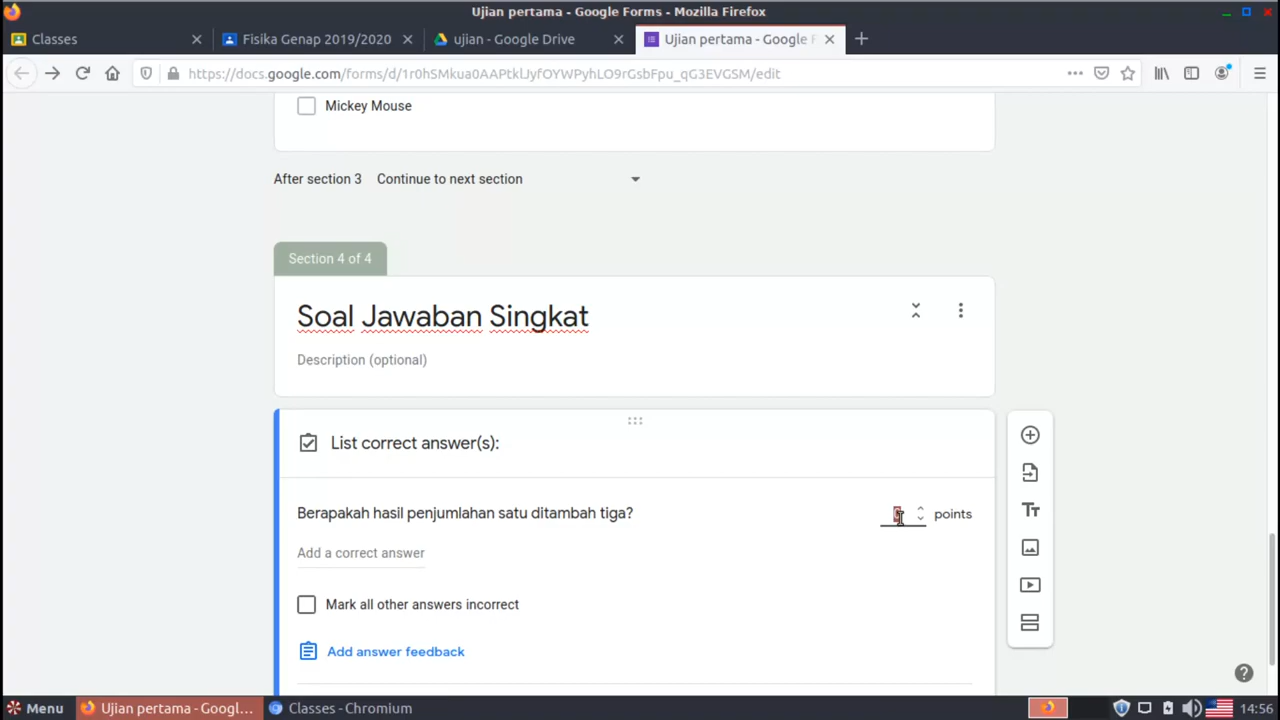 Ujian pertama - Google Forms - Mozilla Firefox
Classes
Fisika Genap 2019/2020
ujian - Google Drive
Ujian pertama - Google F
https://docs.google.com/forms/d/1r0hSMkua0AAPtklJyfOYWPyhLO9rGsbFpu_qG3EVGSM/edit
Mickey Mouse
After section 3 Continue to next section
Section 4 of 4
Soal Jawaban Singkat
Description (optional)
List correct answer(s):
Berapakah hasil penjumlahan satu ditambah tiga?
points
Add a correct answer
Mark all other answers incorrect
Add answer feedback
Menu
Ujian pertama - Googl...
Classes - Chromium
14:56